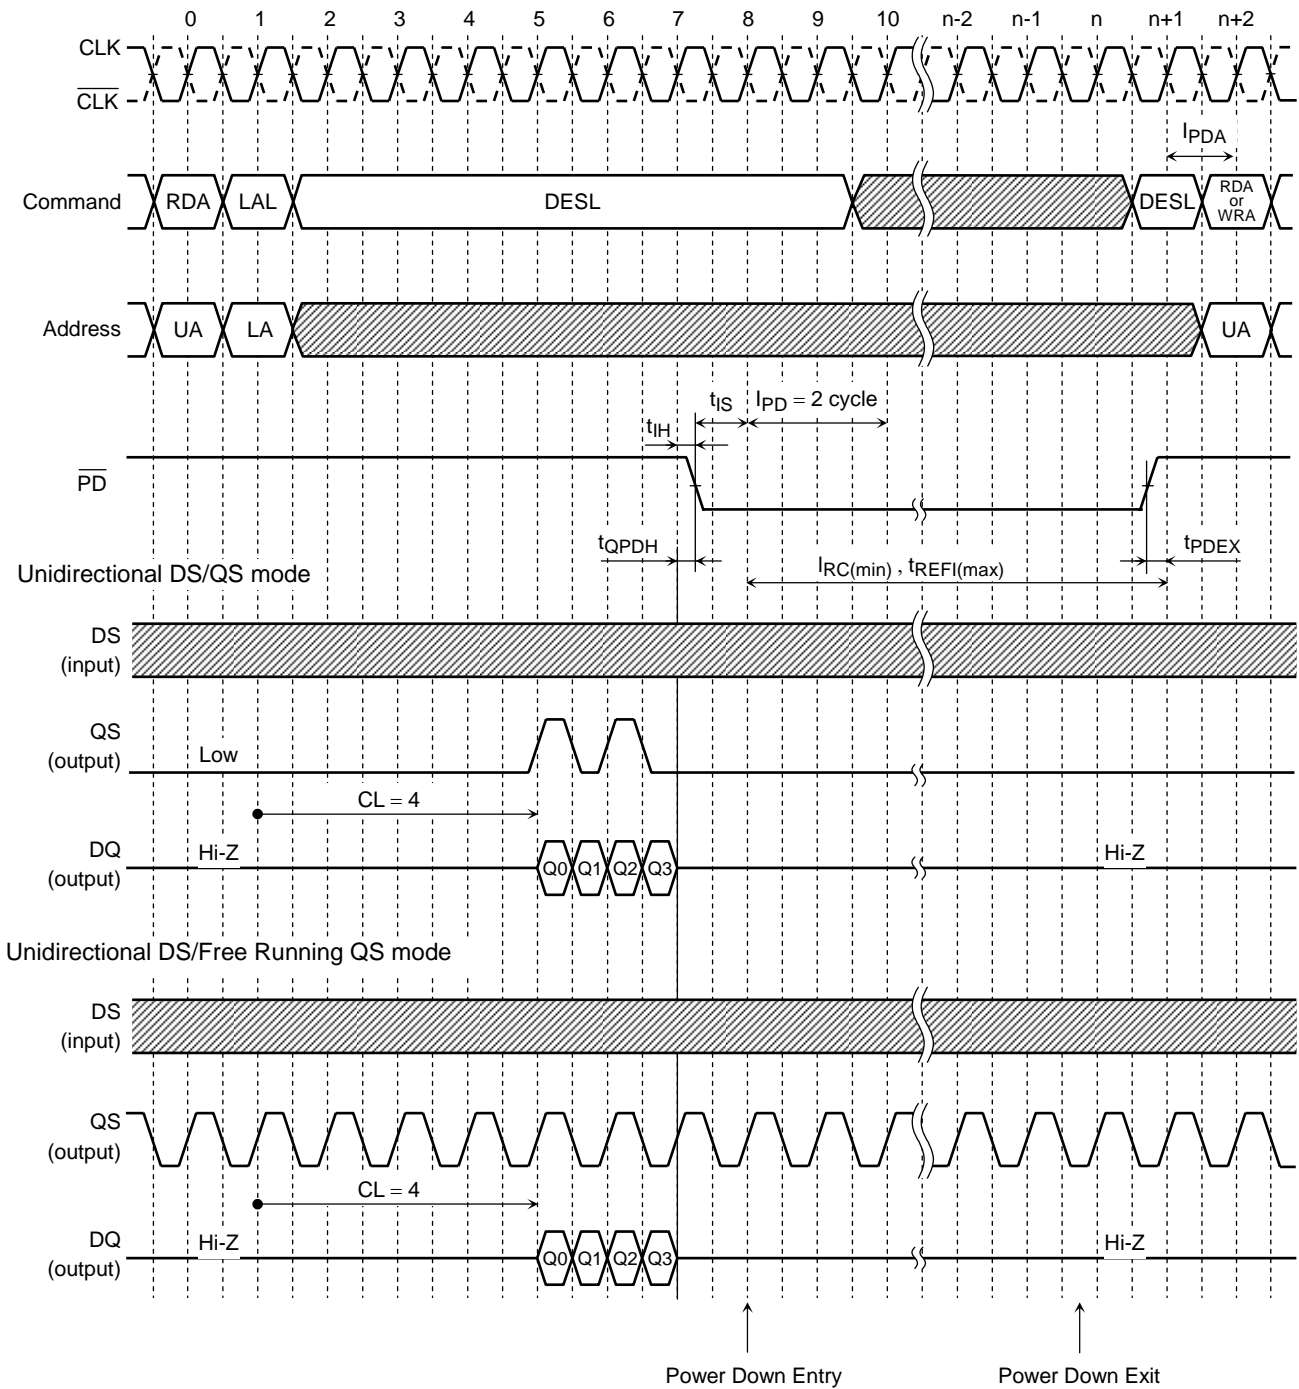 0 1 2 3 4 5 6 7 8 9 10 n-2 n-1 n n+1 n+2
CLK
CLK
IPDA
Command RDA LAL DESL DESL RDA or WRA
Address UA LA UA
tIS IPD = 2 cycle
tIH
PD
tQPDH tPDEX
Unidirectional DS/QS mode
IRC(min) , tREFI(max)
DS
(input)
QS
(output) Low
CL = 4
DQ
(output) Hi-Z Q0 Q1 Q2 Q3 Hi-Z
Unidirectional DS/Free Running QS mode
DS
(input)
QS
(output)
CL = 4
DQ
(output) Hi-Z Q0 Q1 Q2 Q3 Hi-Z
Power Down Entry Power Down Exit